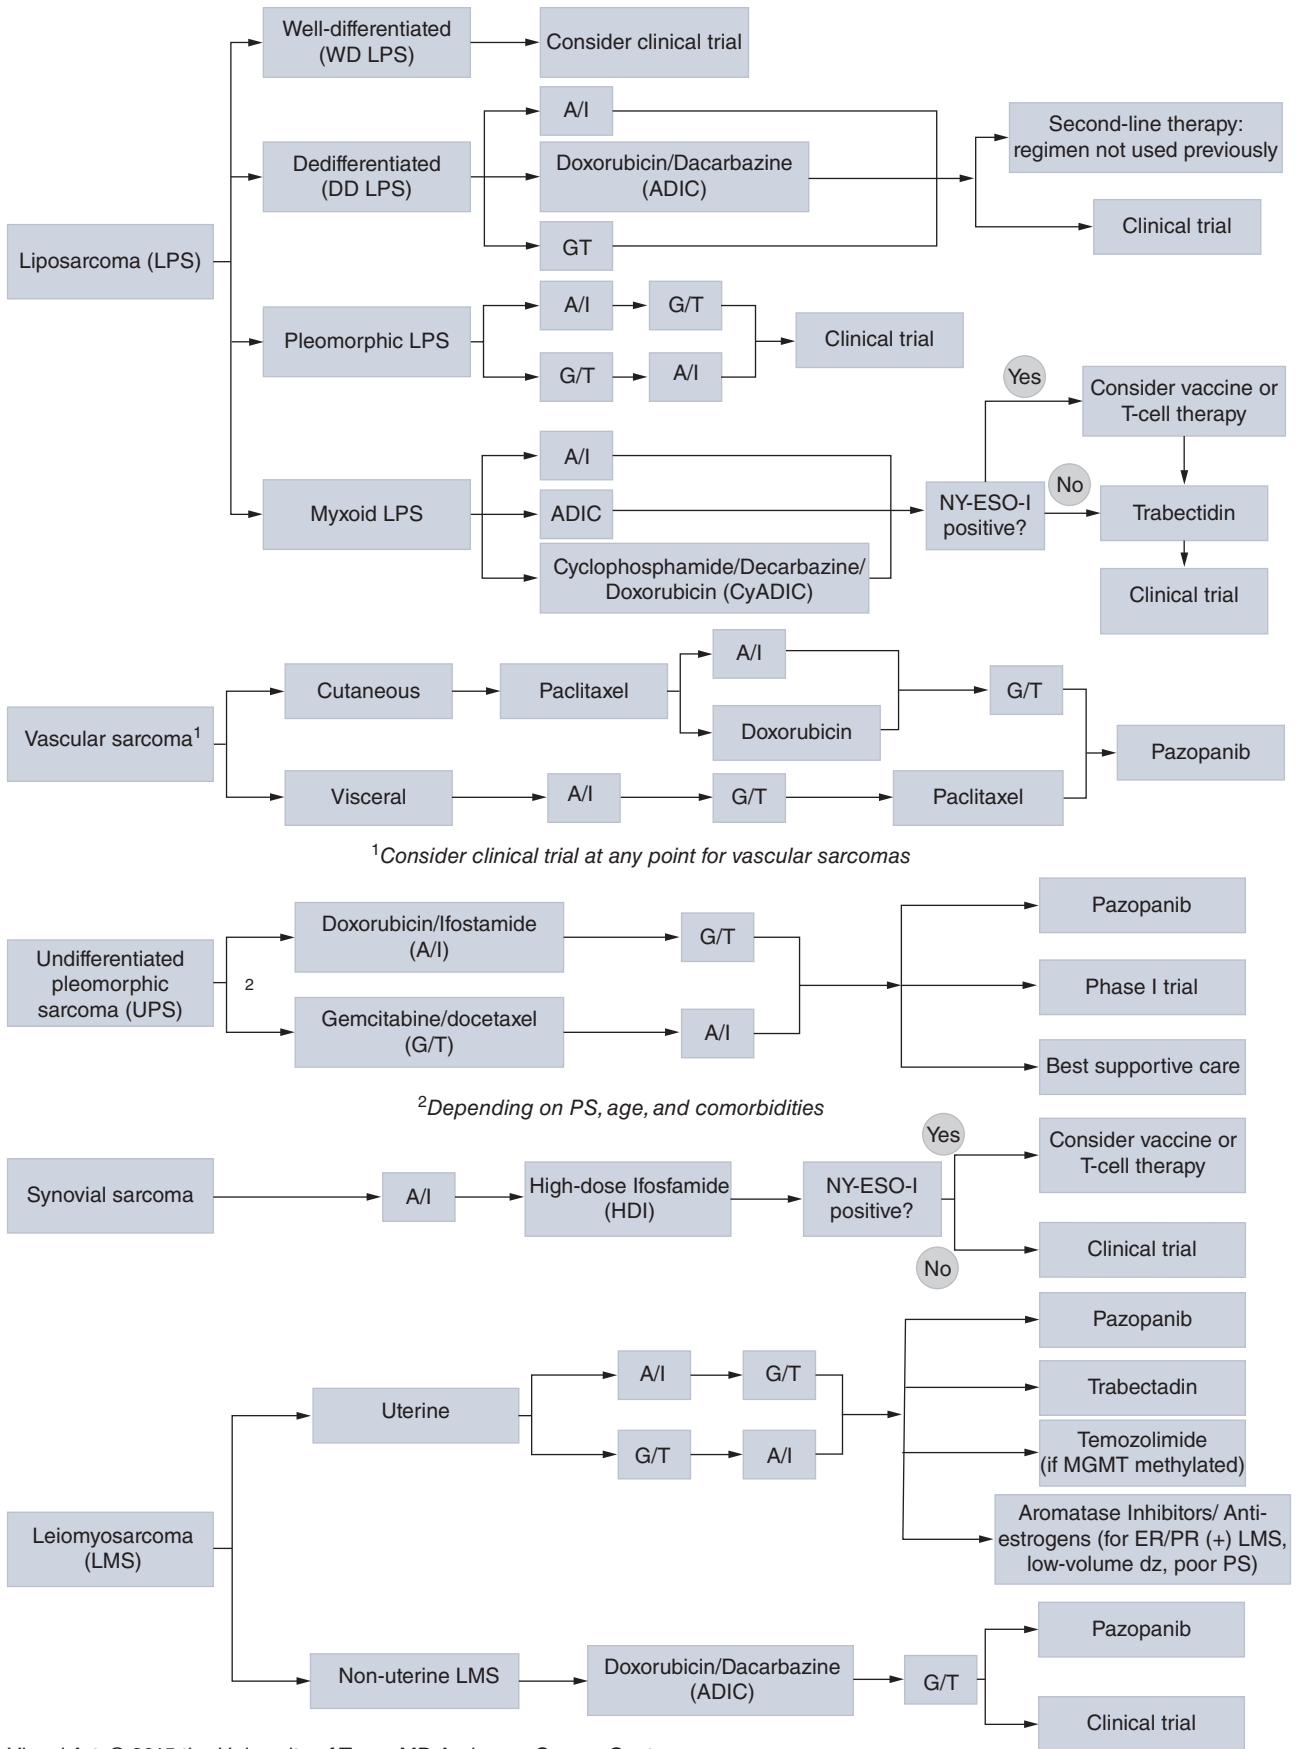 Well-differentiated
(WD LPS)
Consider clinical trial
A/I
Second-line therapy:
regimen not used previously
Dedifferentiated
(DD LPS)
Doxorubicin/Dacarbazine
(ADIC)
Clinical trial
GT
Liposarcoma (LPS)
A/I
G/T
Pleomorphic LPS
Clinical trial
G/T
A/I
Yes
Consider vaccine or
T-cell therapy
A/I
Myxoid LPS
ADIC
NY-ESO-I
positive?
No
Trabectidin
Cyclophosphamide/Decarbazine/
Doxorubicin (CyADIC)
Clinical trial
A/I
Cutaneous
Paclitaxel
G/T
Doxorubicin
Vascular sarcoma1
Pazopanib
Visceral
A/I
G/T
Paclitaxel
1Consider clinical trial at any point for vascular sarcomas
Pazopanib
Doxorubicin/Ifostamide
(A/I)
G/T
Undifferentiated
pleomorphic
sarcoma (UPS)
2
Phase I trial
Gemcitabine/docetaxel
(G/T)
A/I
Best supportive care
2Depending on PS, age, and comorbidities
Yes
Consider vaccine or
T-cell therapy
Synovial sarcoma
A/I
High-dose Ifosfamide
(HDI)
NY-ESO-I
positive?
Clinical trial
No
Pazopanib
A/I
G/T
Trabectadin
Uterine
G/T
A/I
Temozolimide
(if MGMT methylated)
Aromatase Inhibitors/ Anti-
estrogens (for ER/PR (+) LMS,
low-volume dz, poor PS)
Leiomyosarcoma
(LMS)
Pazopanib
Non-uterine LMS
Doxorubicin/Dacarbazine
(ADIC)
G/T
Clinical trial